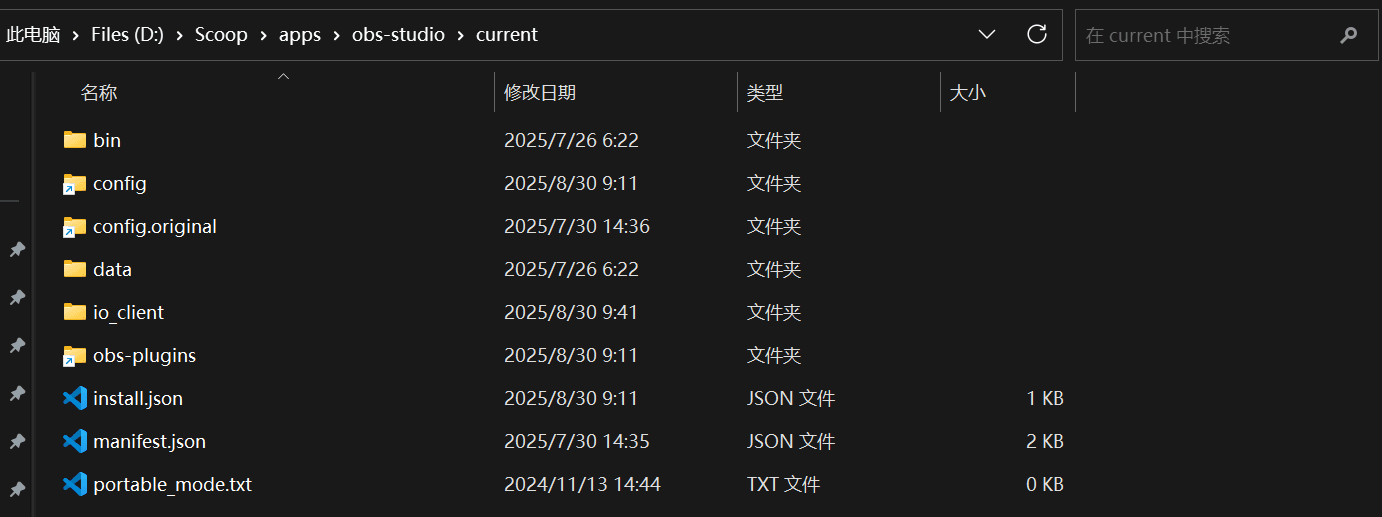 此电脑 > Files (D:) > Scoop > apps > obs-studio > current 在 current 中搜索
名称 修改日期 类型 大小
bin 2025/7/26 6:22 文件夹
config 2025/8/30 9:11 文件夹
config.original 2025/7/30 14:36 文件夹
data 2025/7/26 6:22 文件夹
io_client 2025/8/30 9:41 文件夹
obs-plugins 2025/8/30 9:11 文件夹
install.json 2025/8/30 9:11 JSON 文件 1 KB
manifest.json 2025/7/30 14:35 JSON 文件 2 KB
portable_mode.txt 2024/11/13 14:44 TXT 文件 0 KB